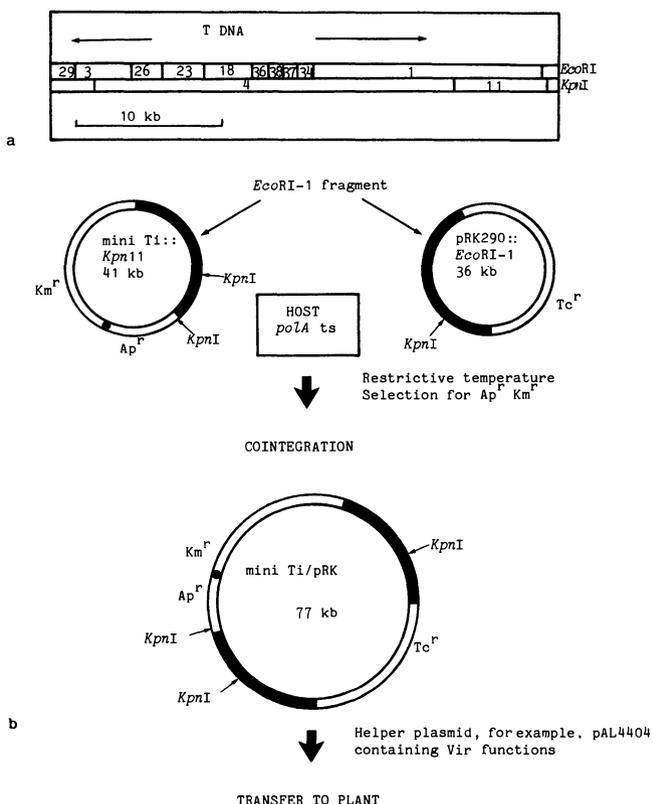 T DNA
29 3 26 23 18 36 38 37 34 1 EcoRI
4 11 KpnI
10 kb
a
EcoRI-1 fragment
mini Ti::
Kpn11
41 kb
Kmr
Apr
KpnI
KpnI
HOST
polA ts
pRK290::
EcoRI-1
36 kb
Tcr
KpnI
Restrictive temperature
Selection for Apr Kmr
COINTEGRATION
mini Ti/pRK
77 kb
Kmr
Apr
KpnI
KpnI
KpnI
Tcr
b
Helper plasmid, for example. pAL4404
containing Vir functions
TRANSFER TO PLANT